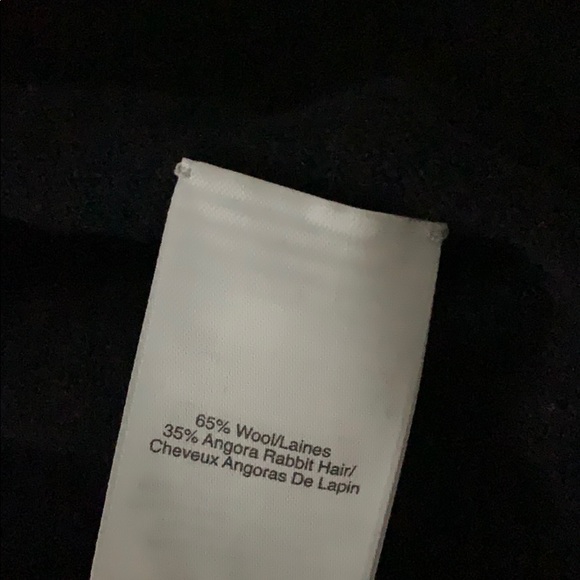 65% Wool/Laines
35% Angora Rabbit Hair/
Cheveux Angoras De Lapin